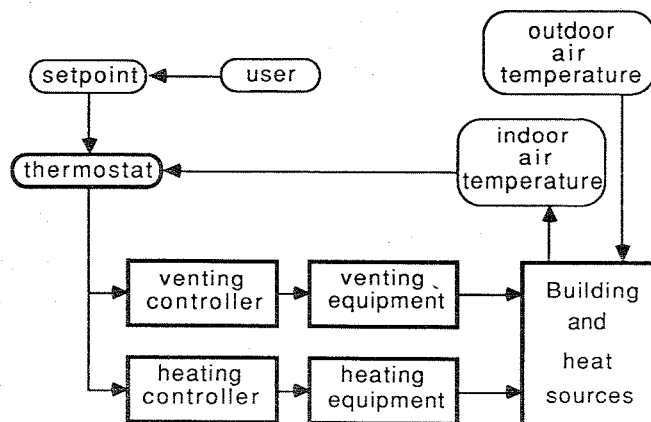 outdoor
air
temperature
setpoint
user
indoor
air
temperature
thermostat
venting
controller
venting
equipment
Building
and
heat
sources
heating
controller
heating
equipment